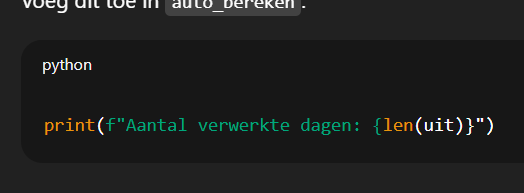 voeg dit toe in auto_bereken.
python
print(f"Aantal verwerkte dagen: {len(uit)}")